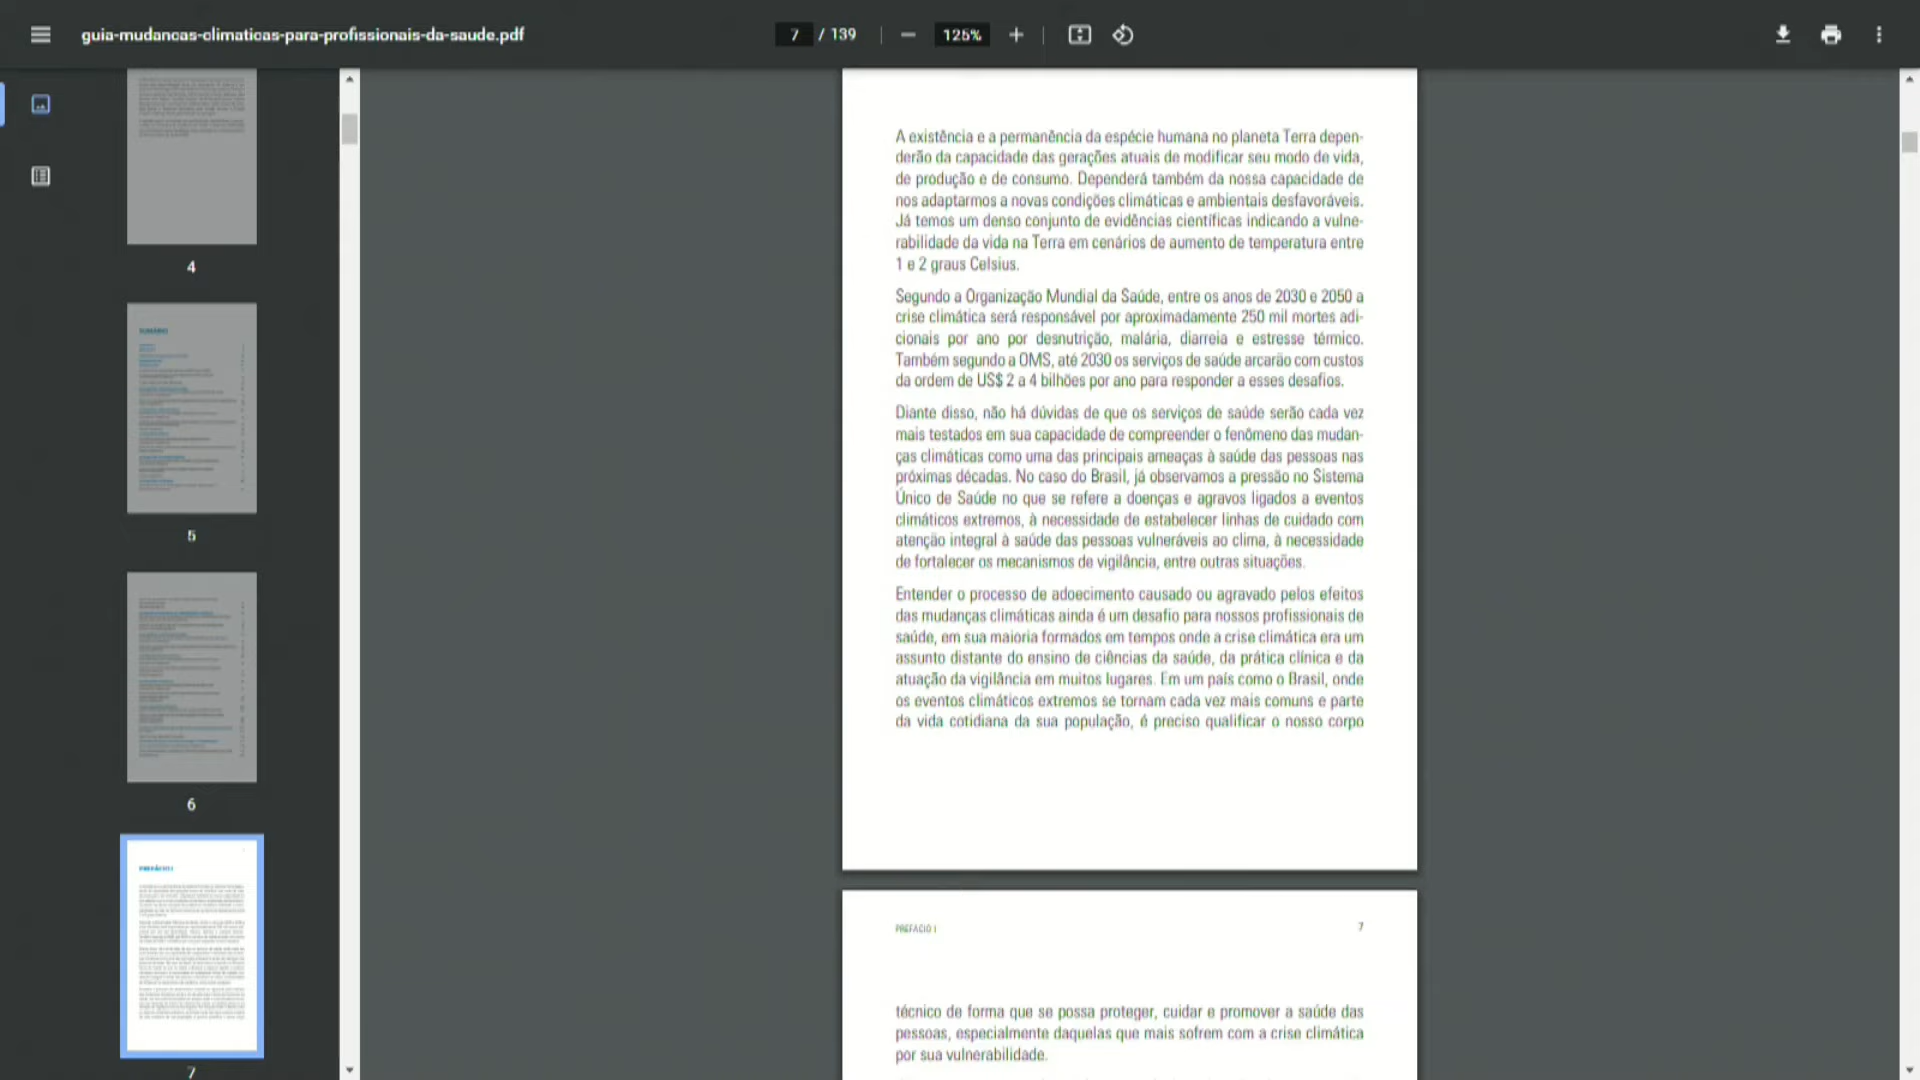 guia-mudancas-climaticas-para-profissionais-da-saude.pdf
7 / 139
125%
4
SUMÁRIO
5
6
PREFÁCIO I
7
A existência e a permanência da espécie humana no planeta Terra depen-
derão da capacidade das gerações atuais de modificar seu modo de vida,
de produção e de consumo. Dependerá também da nossa capacidade de
nos adaptarmos a novas condições climáticas e ambientais desfavoráveis.
Já temos um denso conjunto de evidências científicas indicando a vulne-
rabilidade da vida na Terra em cenários de aumento de temperatura entre
1 e 2 graus Celsius.
Segundo a Organização Mundial da Saúde, entre os anos de 2030 e 2050 a
crise climática será responsável por aproximadamente 250 mil mortes adi-
cionais por ano por desnutrição, malária, diarreia e estresse térmico.
Também segundo a OMS, até 2030 os serviços de saúde arcarão com custos
da ordem de US$ 2 a 4 bilhões por ano para responder a esses desafios.
Diante disso, não há dúvidas de que os serviços de saúde serão cada vez
mais testados em sua capacidade de compreender o fenômeno das mudan-
ças climáticas como uma das principais ameaças à saúde das pessoas nas
próximas décadas. No caso do Brasil, já observamos a pressão no Sistema
Único de Saúde no que se refere a doenças e agravos ligados a eventos
climáticos extremos, à necessidade de estabelecer linhas de cuidado com
atenção integral à saúde das pessoas vulneráveis ao clima, à necessidade
de fortalecer os mecanismos de vigilância, entre outras situações.
Entender o processo de adoecimento causado ou agravado pelos efeitos
das mudanças climáticas ainda é um desafio para nossos profissionais de
saúde, em sua maioria formados em tempos onde a crise climática era um
assunto distante do ensino de ciências da saúde, da prática clínica e da
atuação da vigilância em muitos lugares. Em um país como o Brasil, onde
os eventos climáticos extremos se tornam cada vez mais comuns e parte
da vida cotidiana da sua população, é preciso qualificar o nosso corpo
PREFÁCIO I
7
técnico de forma que se possa proteger, cuidar e promover a saúde das
pessoas, especialmente daquelas que mais sofrem com a crise climática
por sua vulnerabilidade.